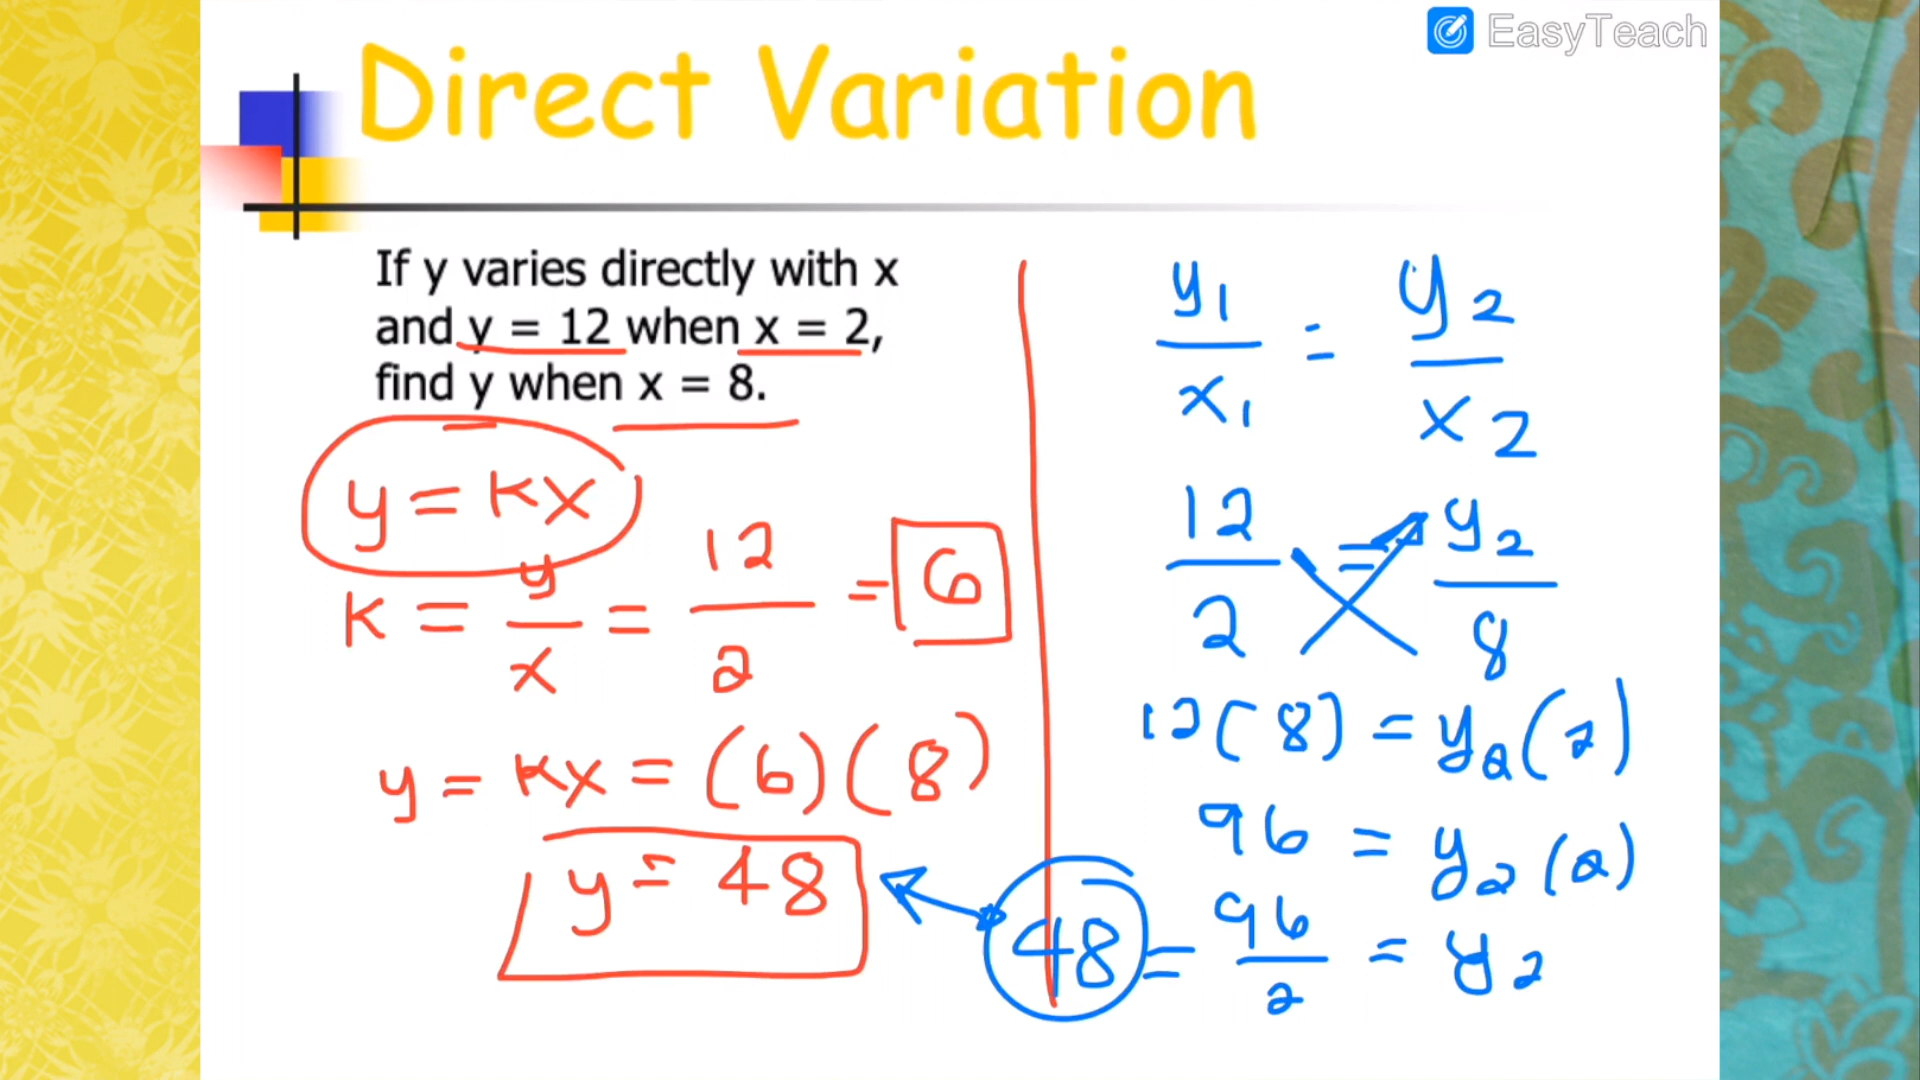 EasyTeach
Direct Variation
If y varies directly with x
and y = 12 when x = 2,
find y when x = 8.
y = kx
k = y/x = 12/2 = 6
y = kx = (6)(8)
y = 48
y1/x1 = y2/x2
12/2 = y2/8
12(8) = y2(2)
96 = y2(2)
48 = 96/2 = y2